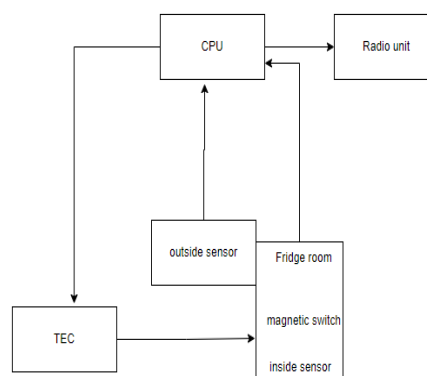 CPU
Radio unit
outside sensor
Fridge room
magnetic switch
TEC
inside sensor